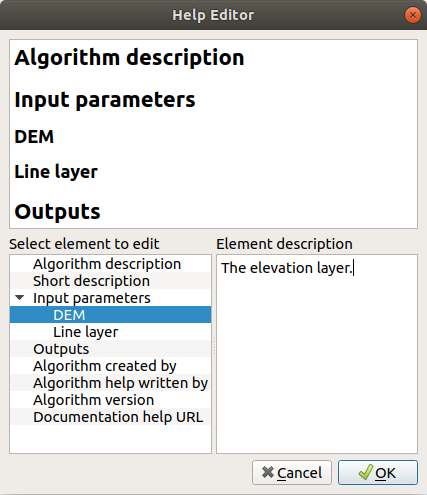 Help Editor
Algorithm description
Input parameters
DEM
Line layer
Outputs
Select element to edit
Algorithm description
Short description
Input parameters
DEM
Line layer
Outputs
Algorithm created by
Algorithm help written by
Algorithm version
Documentation help URL
Element description
The elevation layer.
Cancel
OK